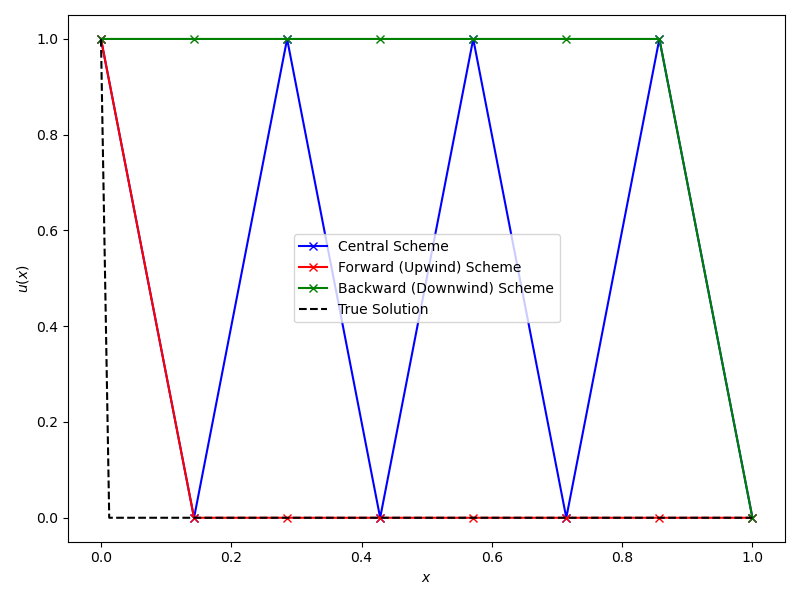 1.0
0.8
0.6
0.4
0.2
0.0
u(x)
Central Scheme
Forward (Upwind) Scheme
Backward (Downwind) Scheme
True Solution
0.0 0.2 0.4 0.6 0.8 1.0
x